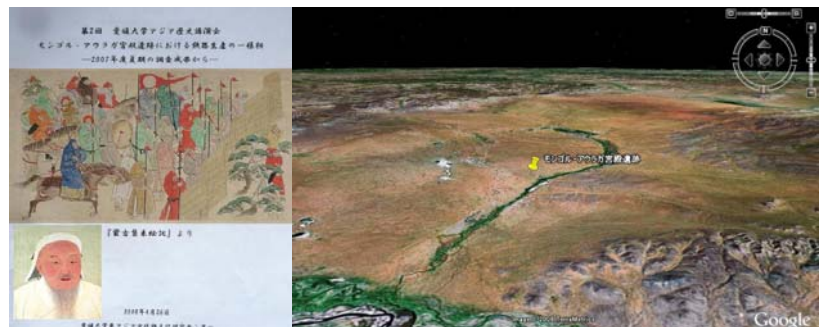 第2回 愛媛大学アジア歴史講演会
モンゴル・アウラガ宮殿遺跡における鉄器生産の一様相
―2007年度夏期の調査成果から―
『蒙古襲来絵詞』より
2008年4月26日
モンゴル・アウラガ宮殿遺跡
N
Google